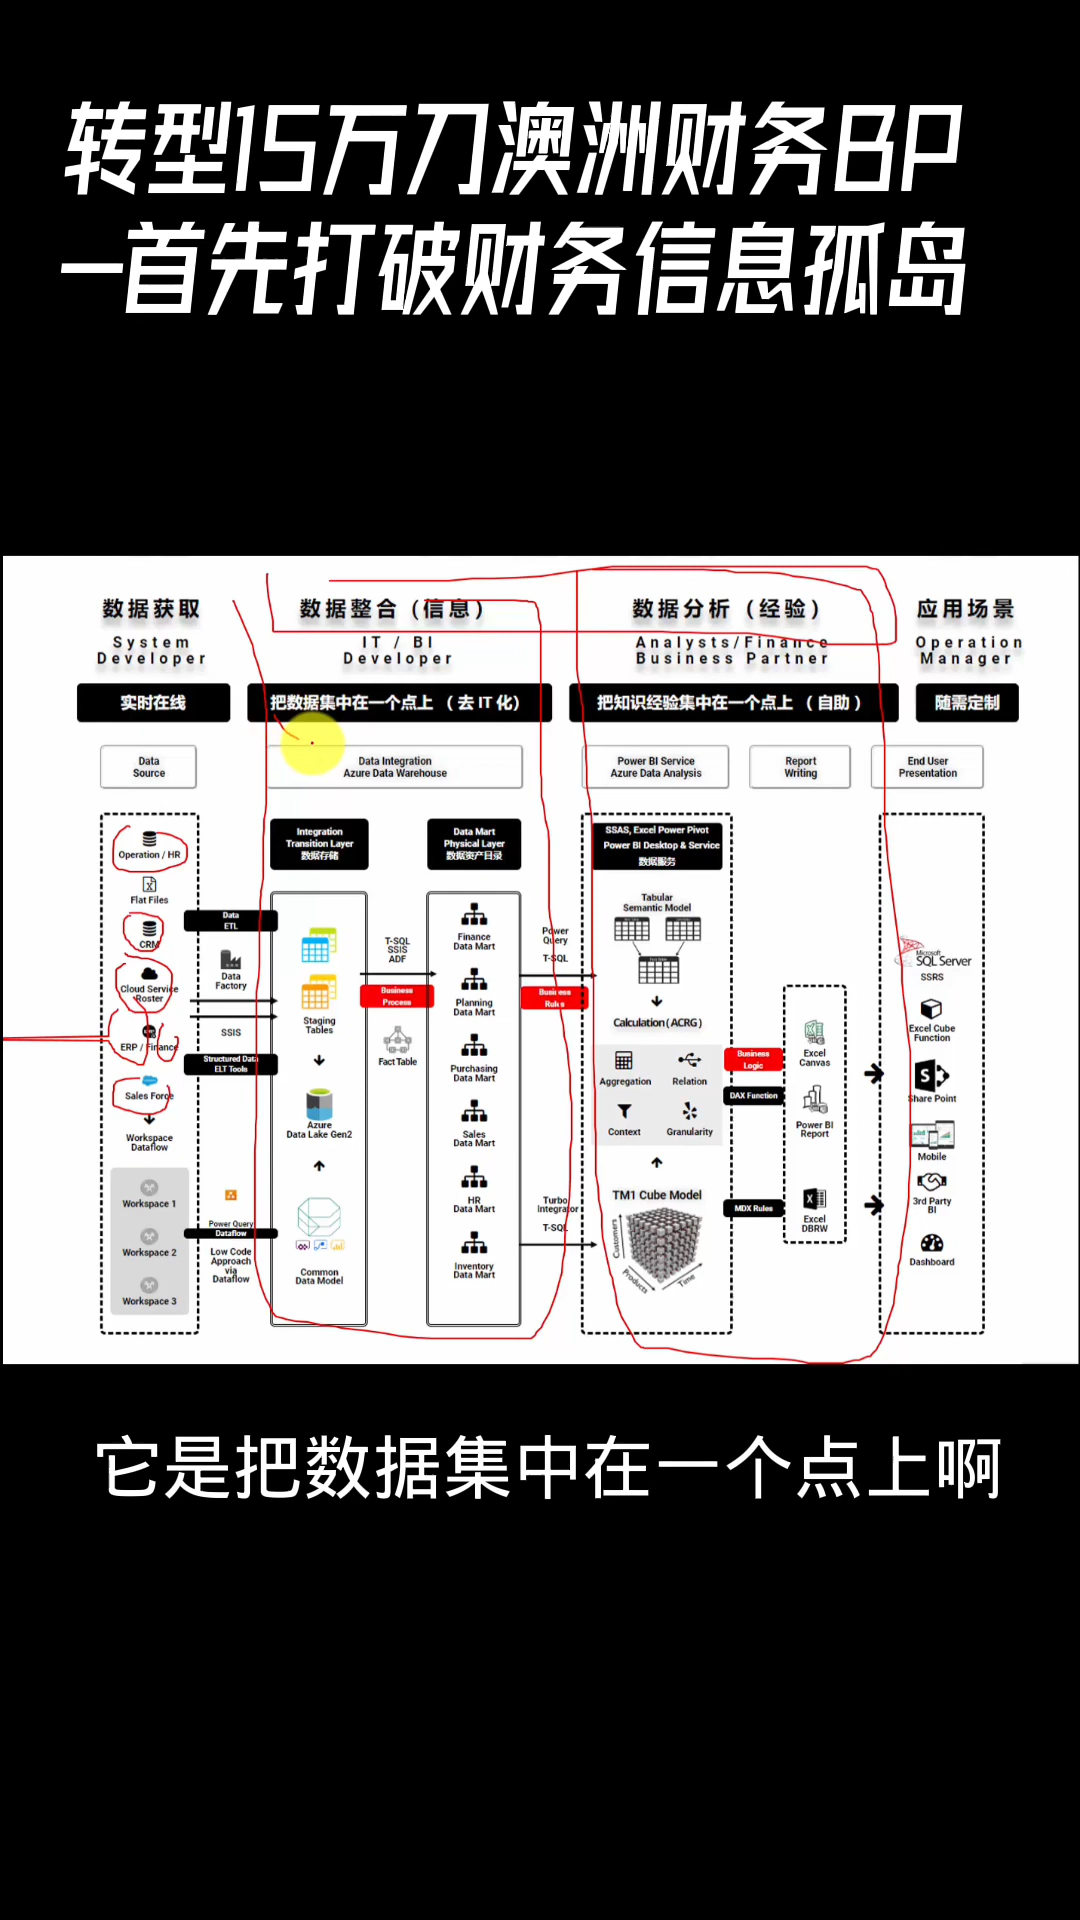 转型15万刀澳洲财务BP
—首先打破财务信息孤岛
数据获取
System
Developer
实时在线
数据整合（信息）
IT / BI
Developer
把数据集中在一个点上 （去 IT 化）
数据分析（经验）
Analysts/Finance
Business Partner
把知识经验集中在一个点上 （自助）
应用场景
Operation
Manager
随需定制
Data
Source
Data Integration
Azure Data Warehouse
Power BI Service
Azure Data Analysis
Report
Writing
End User
Presentation
Operation / HR
Flat Files
CRM
Cloud Service
Roster
ERP / Finance
Sales Force
Workspace
Dataflow
Workspace 1
Workspace 2
Workspace 3
Data
ETL
Data
Factory
SSIS
Structured Data
ELT Tools
Power Query
Dataflow
Low Code
Approach
via
Dataflow
Integration
Transition Layer
数据存储
Staging
Tables
Azure
Data Lake Gen2
Common
Data Model
T-SQL
SSIS
ADF
Business
Process
Fact Table
Data Mart
Physical Layer
数据资产目录
Finance
Data Mart
Planning
Data Mart
Purchasing
Data Mart
Sales
Data Mart
HR
Data Mart
Inventory
Data Mart
Power
Query
T-SQL
Business
Rules
Turbo
Integrator
T-SQL
SSAS, Excel Power Pivot
Power BI Desktop & Service
数据服务
Tabular
Semantic Model
Calculation ( ACRG )
Aggregation
Relation
Context
Granularity
TM1 Cube Model
Customers
Products
Time
Business
Logic
DAX Function
MDX Rules
Excel
Canvas
Power BI
Report
Excel
DBRW
Microsoft
SQL Server
SSRS
Excel Cube
Function
Share Point
Mobile
3rd Party
BI
Dashboard
它是把数据集中在一个点上啊